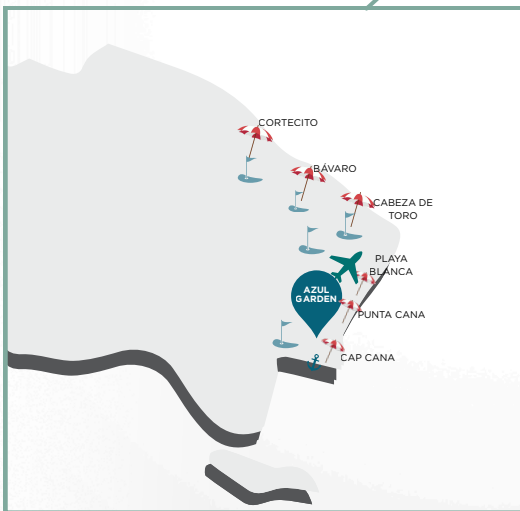 CORTECITO
BÁVARO
CABEZA DE
TORO
PLAYA
BLANCA
AZUL
GARDEN
PUNTA CANA
CAP CANA